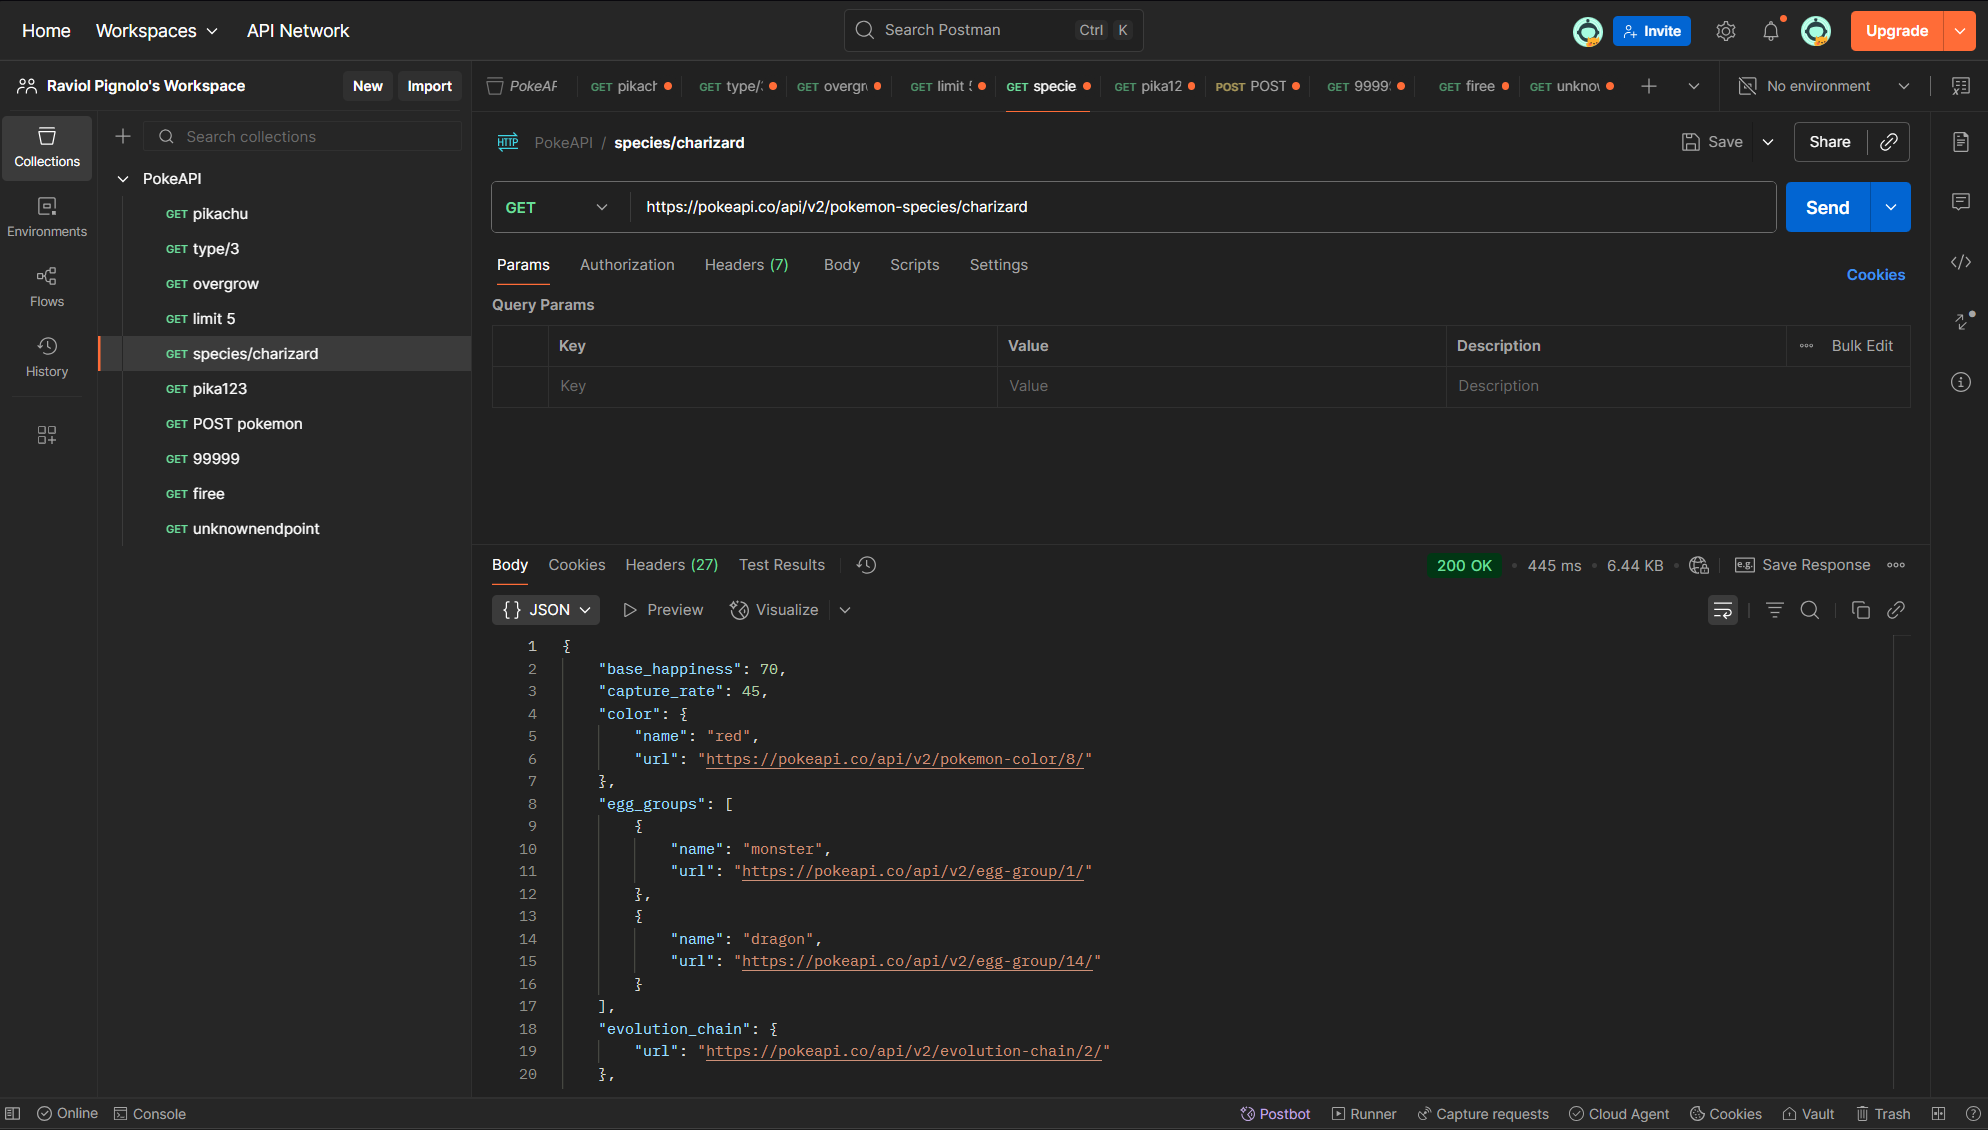 Home Workspaces API Network Search Postman Ctrl K Invite Upgrade
Raviol Pignolo's Workspace New Import PokeAF GET pikach GET type/ GET overgr GET limit GET specie GET pika12 POST POST GET 9999 GET firee GET unkno No environment
Search collections
Collections
Environments
Flows
History
PokeAPI
GET pikachu
GET type/3
GET overgrow
GET limit 5
GET species/charizard
GET pika123
GET POST pokemon
GET 99999
GET firee
GET unknownendpoint
HTTP PokeAPI / species/charizard Save Share
GET https://pokeapi.co/api/v2/pokemon-species/charizard Send
Params Authorization Headers (7) Body Scripts Settings Cookies
Query Params
Key Value Description Bulk Edit
Key Value Description
Body Cookies Headers (27) Test Results 200 OK • 445 ms • 6.44 KB • e.g. Save Response
{} JSON Preview Visualize
1 {
2 "base_happiness": 70,
3 "capture_rate": 45,
4 "color": {
5 "name": "red",
6 "url": "https://pokeapi.co/api/v2/pokemon-color/8/"
7 },
8 "egg_groups": [
9 {
10 "name": "monster",
11 "url": "https://pokeapi.co/api/v2/egg-group/1/"
12 },
13 {
14 "name": "dragon",
15 "url": "https://pokeapi.co/api/v2/egg-group/14/"
16 }
17 ],
18 "evolution_chain": {
19 "url": "https://pokeapi.co/api/v2/evolution-chain/2/"
20 },
Online Console Postbot Runner Capture requests Cloud Agent Cookies Vault Trash